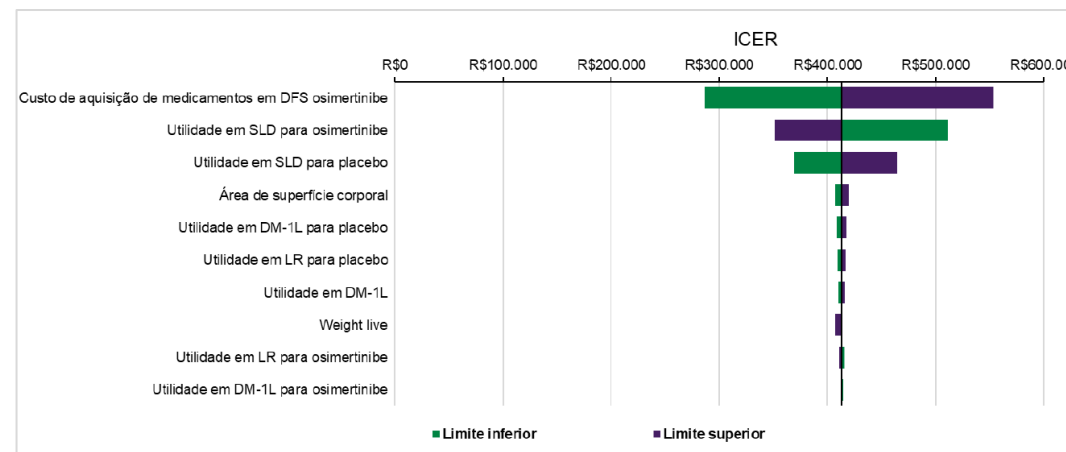 ICER
R$0 R$100.000 R$200.000 R$300.000 R$400.000 R$500.000 R$600.00
Custo de aquisição de medicamentos em DFS osimertinibe
Utilidade em SLD para osimertinibe
Utilidade em SLD para placebo
Área de superfície corporal
Utilidade em DM-1L para placebo
Utilidade em LR para placebo
Utilidade em DM-1L
Weight live
Utilidade em LR para osimertinibe
Utilidade em DM-1L para osimertinibe
Limite inferior Limite superior